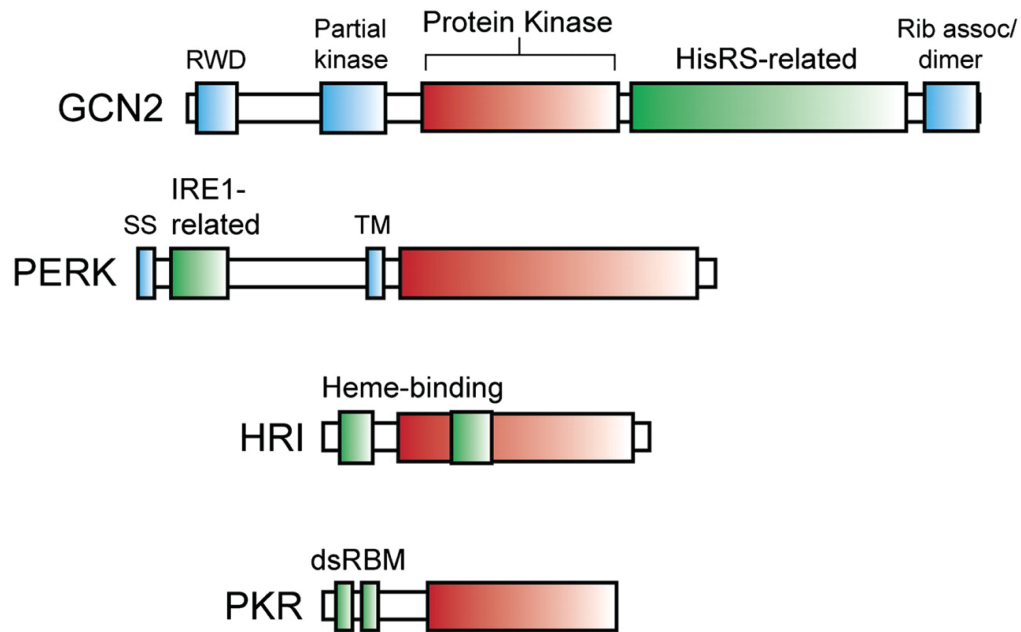 Protein Kinase
Partial
kinase
RWD
HisRS-related
Rib assoc/
dimer
GCN2
IRE1-
related
SS
TM
PERK
Heme-binding
HRI
dsRBM
PKR